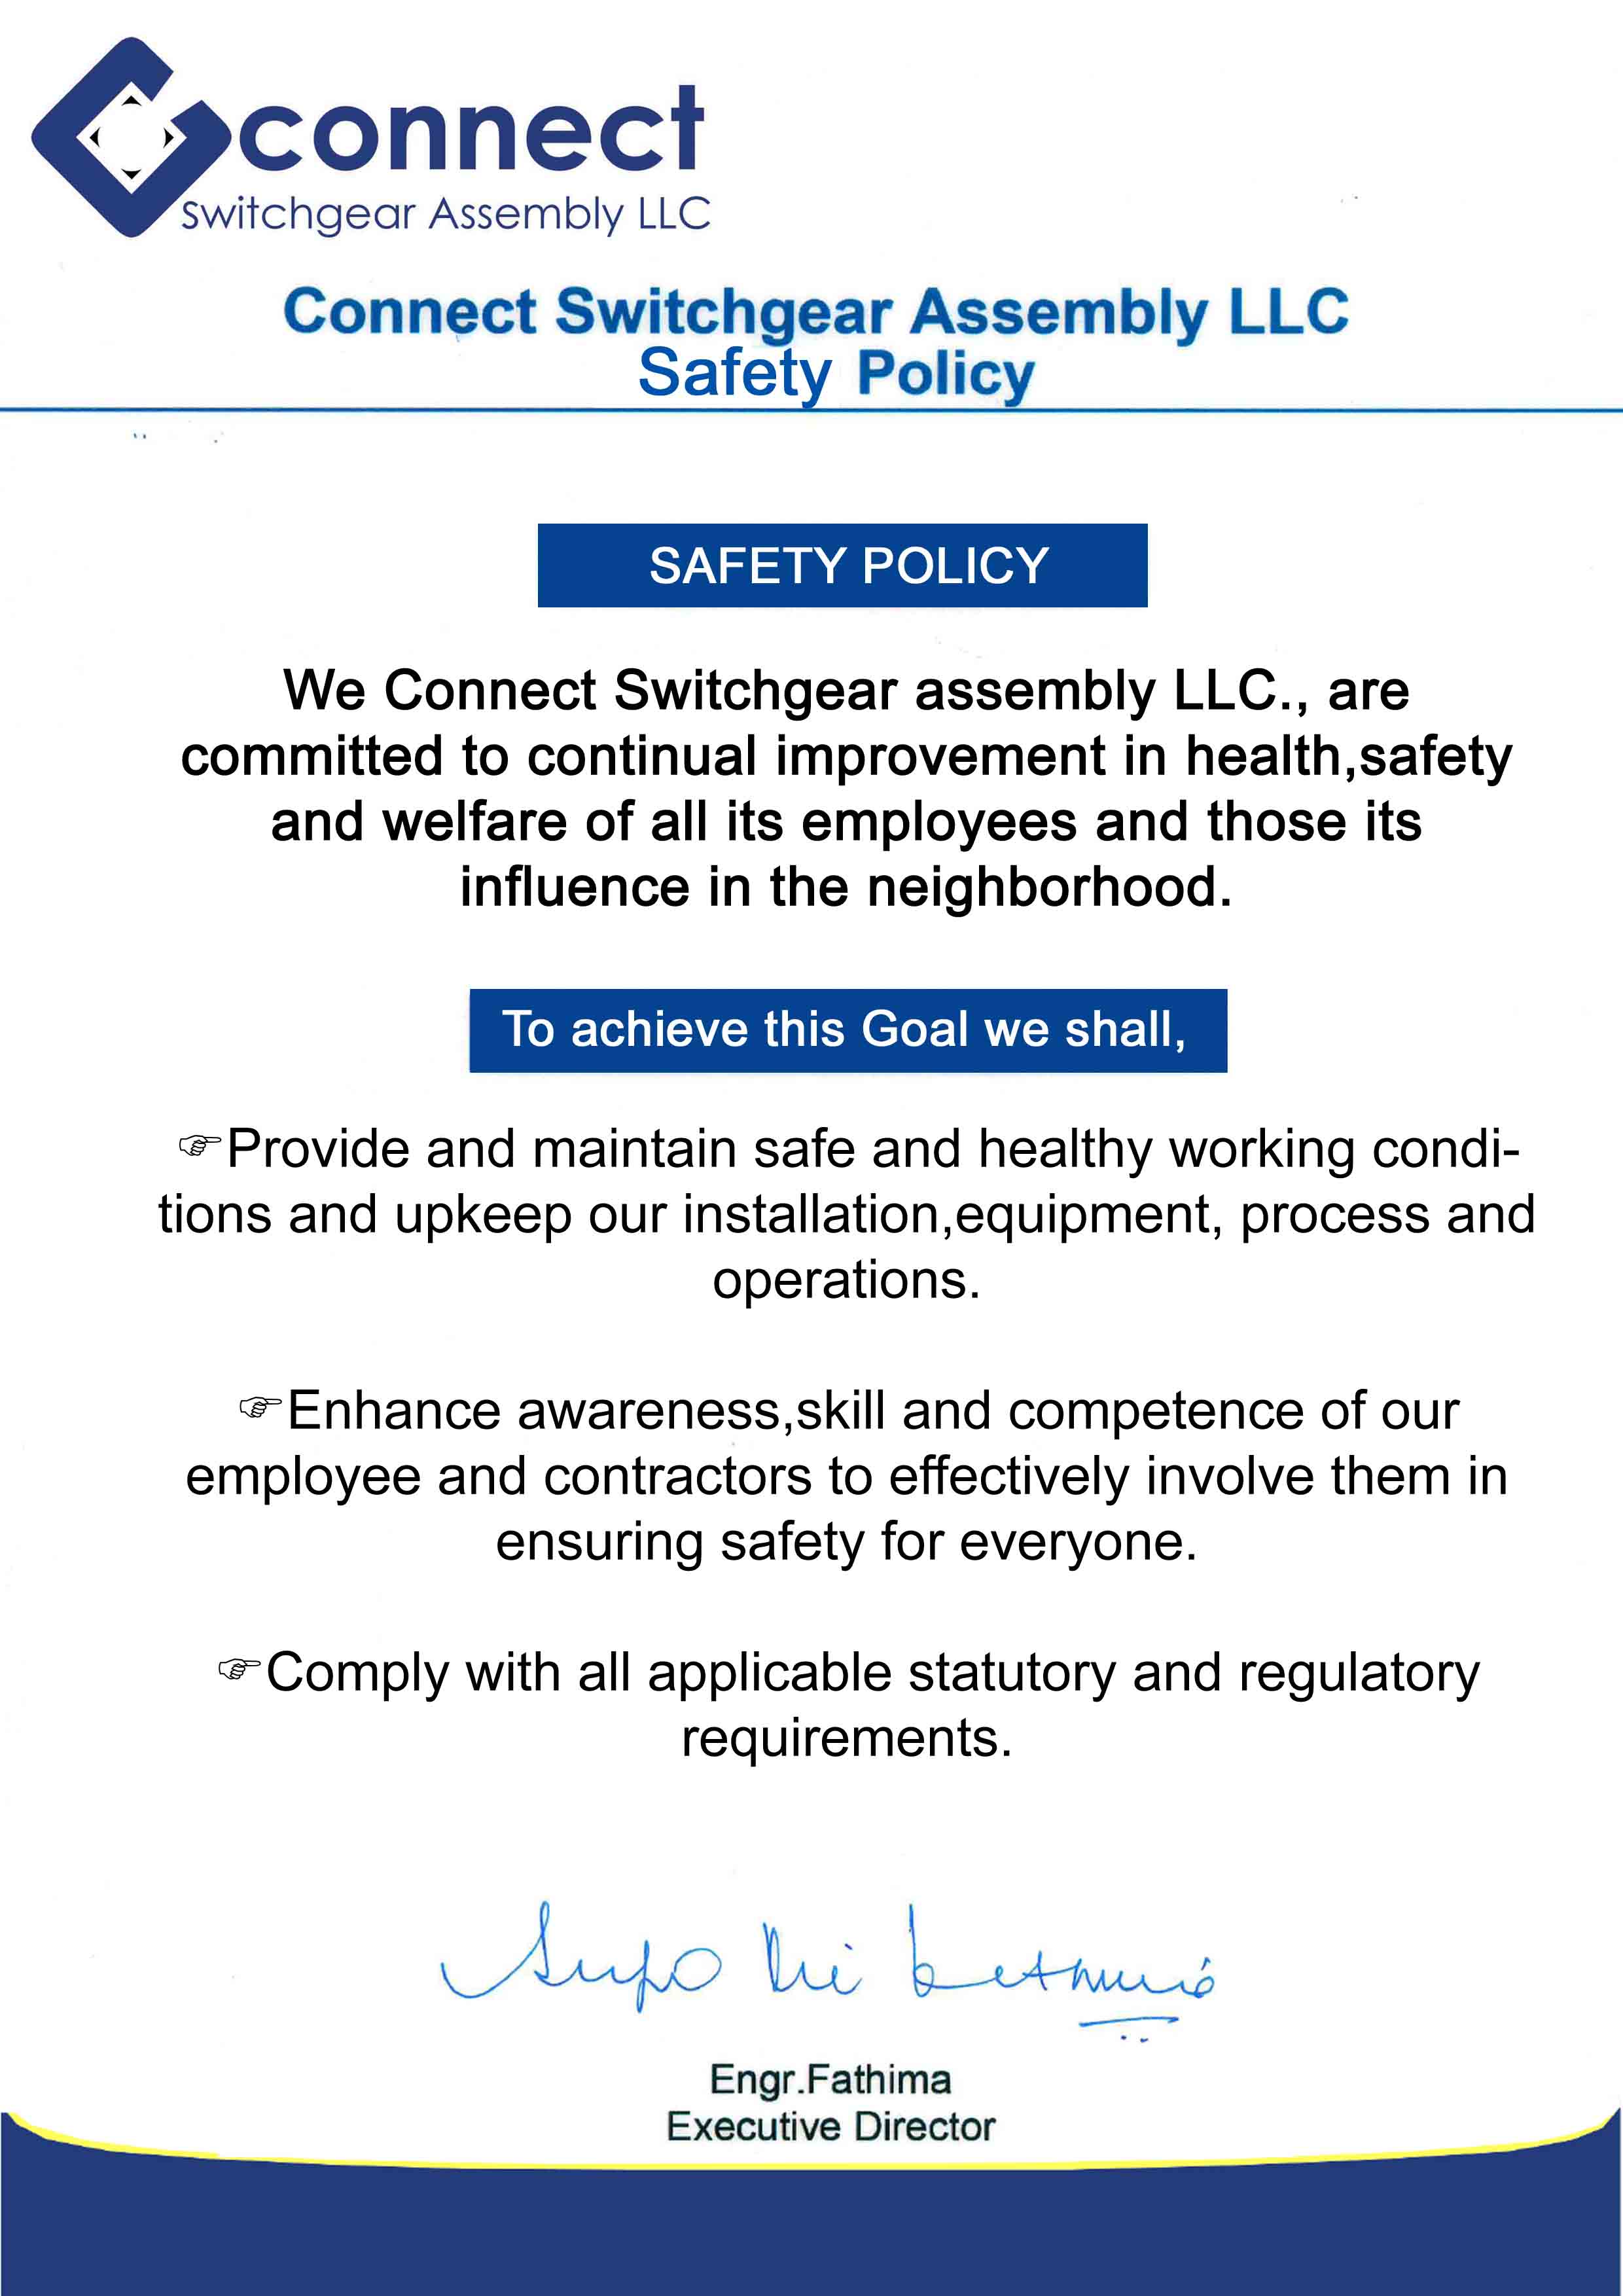 connect
Switchgear Assembly LLC
Connect Switchgear Assembly LLC
Safety Policy
SAFETY POLICY
We Connect Switchgear assembly LLC., are
committed to continual improvement in health,safety
and welfare of all its employees and those its
influence in the neighborhood.
To achieve this Goal we shall,
☞Provide and maintain safe and healthy working condi-
tions and upkeep our installation,equipment, process and
operations.
☞Enhance awareness,skill and competence of our
employee and contractors to effectively involve them in
ensuring safety for everyone.
☞Comply with all applicable statutory and regulatory
requirements.
Engr.Fathima
Executive Director